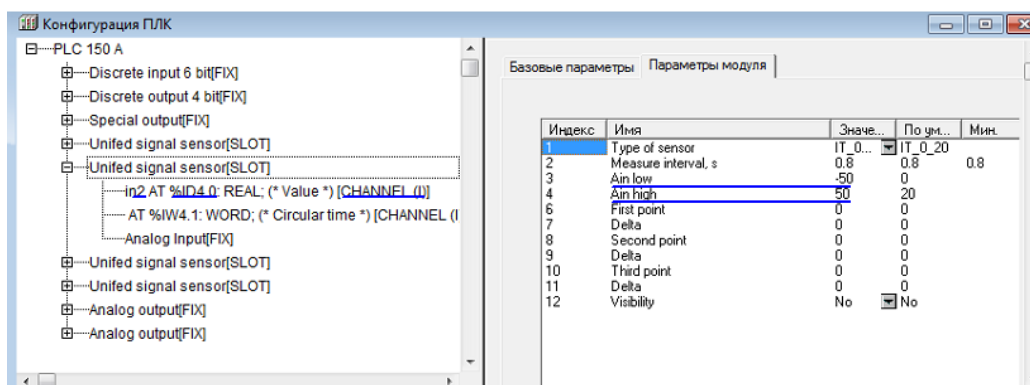 Конфигурация ПЛК
PLC 150 A
Discrete input 6 bit[FIX]
Discrete output 4 bit[FIX]
Special output[FIX]
Unifed signal sensor[SLOT]
Unifed signal sensor[SLOT]
in2 AT %ID4.0: REAL; (* Value *) [CHANNEL (I)]
AT %IW4.1: WORD; (* Circular time *) [CHANNEL (I
Analog Input[FIX]
Unifed signal sensor[SLOT]
Unifed signal sensor[SLOT]
Analog output[FIX]
Analog output[FIX]
Базовые параметры Параметры модуля
Индекс Имя Значе... По ум... Мин.
1 Type of sensor IT_0... IT_0_20
2 Measure interval, s 0.8 0.8 0.8
3 Ain low -50 0
4 Ain high 50 20
6 First point 0 0
7 Delta 0 0
8 Second point 0 0
9 Delta 0 0
10 Third point 0 0
11 Delta 0 0
12 Visibility No No